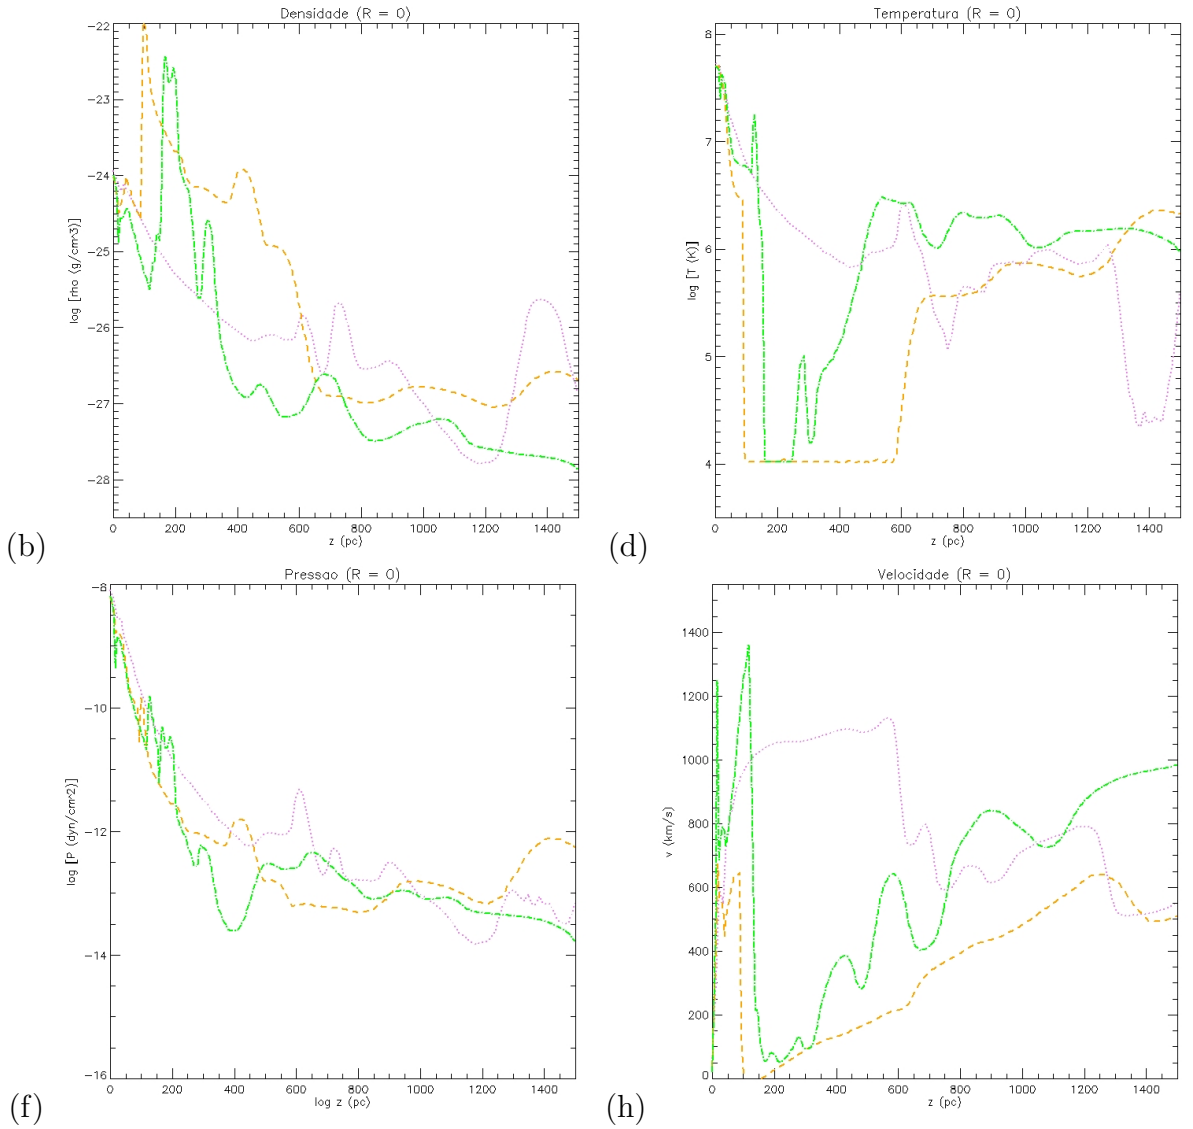 Densidade (R = 0)
log [rho (g/cm^3)]
-22
-23
-24
-25
-26
-27
-28
0 200 400 600 800 1000 1200 1400
z (pc)
(b)
Temperatura (R = 0)
log [T (K)]
8
7
6
5
4
0 200 400 600 800 1000 1200 1400
z (pc)
(d)
Pressao (R = 0)
log [P (dyn/cm^2)]
-8
-10
-12
-14
-16
0 200 400 600 800 1000 1200 1400
log z (pc)
(f)
Velocidade (R = 0)
v (km/s)
1400
1200
1000
800
600
400
200
0
0 200 400 600 800 1000 1200 1400
z (pc)
(h)